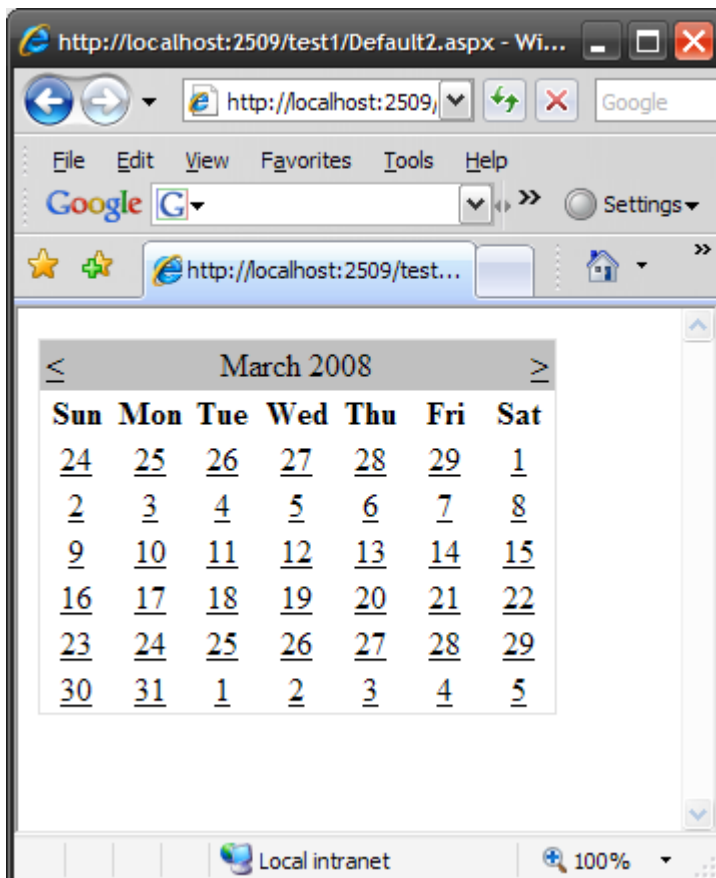 http://localhost:2509/test1/Default2.aspx - Wi...
http://localhost:2509/ Google
File Edit View Favorites Tools Help
Google G Settings
http://localhost:2509/test...
< March 2008 >
Sun Mon Tue Wed Thu Fri Sat
24 25 26 27 28 29 1
2 3 4 5 6 7 8
9 10 11 12 13 14 15
16 17 18 19 20 21 22
23 24 25 26 27 28 29
30 31 1 2 3 4 5
Local intranet 100%